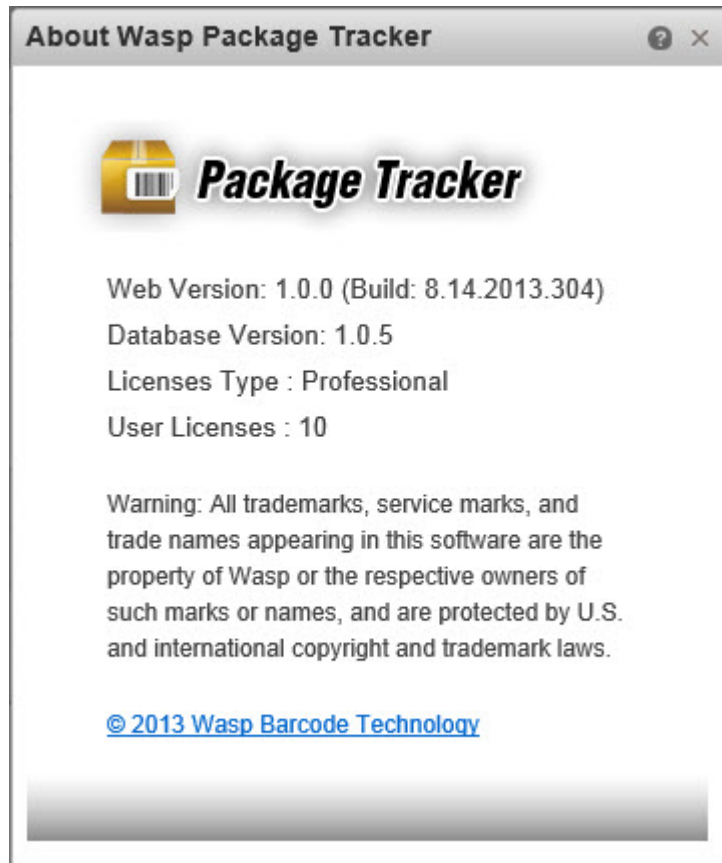 About Wasp Package Tracker
Package Tracker
Web Version: 1.0.0 (Build: 8.14.2013.304)
Database Version: 1.0.5
Licenses Type : Professional
User Licenses : 10
Warning: All trademarks, service marks, and
trade names appearing in this software are the
property of Wasp or the respective owners of
such marks or names, and are protected by U.S.
and international copyright and trademark laws.
© 2013 Wasp Barcode Technology